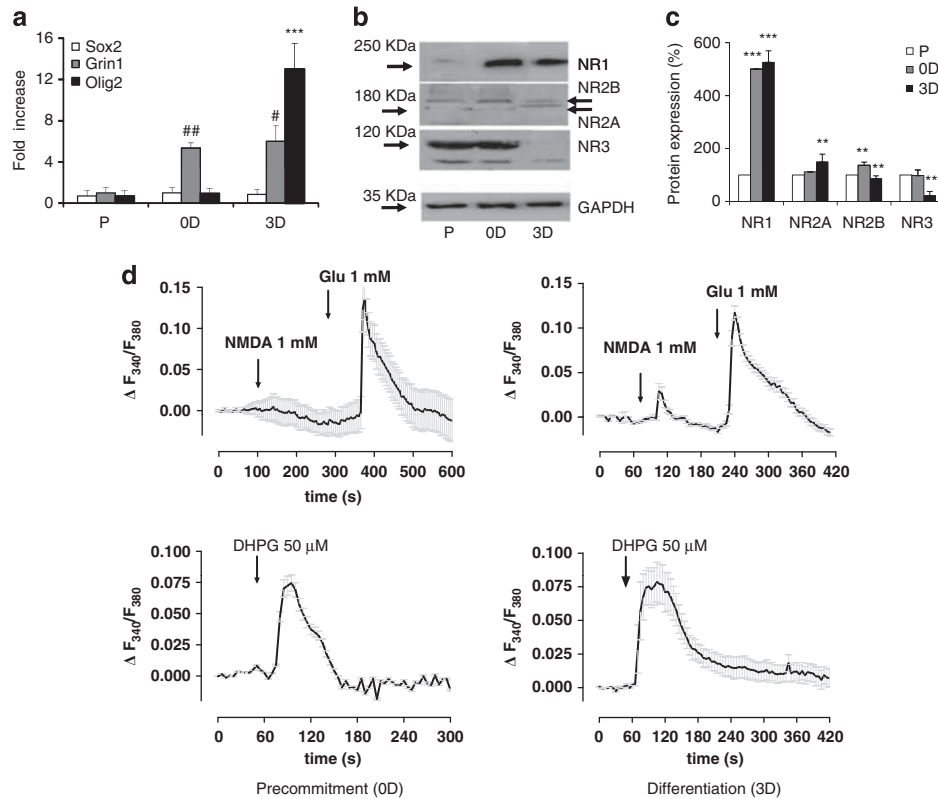 a
16
12
8
4
0
Fold increase
Sox2
Grin1
Olig2
##
#
***
P 0D 3D
b
250 KDa
180 KDa
120 KDa
35 KDa
NR1
NR2B
NR2A
NR3
GAPDH
P 0D 3D
c
600
400
200
0
Protein expression (%)
P
0D
3D
*** ***
**
** **
**
NR1 NR2A NR2B NR3
d
0.15
0.10
0.05
0.00
Δ F340/F380
NMDA 1 mM
Glu 1 mM
0 100 200 300 400 500 600
time (s)
0.15
0.10
0.05
0.00
Δ F340/F380
NMDA 1 mM
Glu 1 mM
0 60 120 180 240 300 360 420
time (s)
0.100
0.075
0.050
0.025
0.000
Δ F340/F380
DHPG 50 μM
0 60 120 180 240 300
time (s)
Precommitment (0D)
0.100
0.075
0.050
0.025
0.000
Δ F340/F380
DHPG 50 μM
0 60 120 180 240 300 360 420
time (s)
Differentiation (3D)